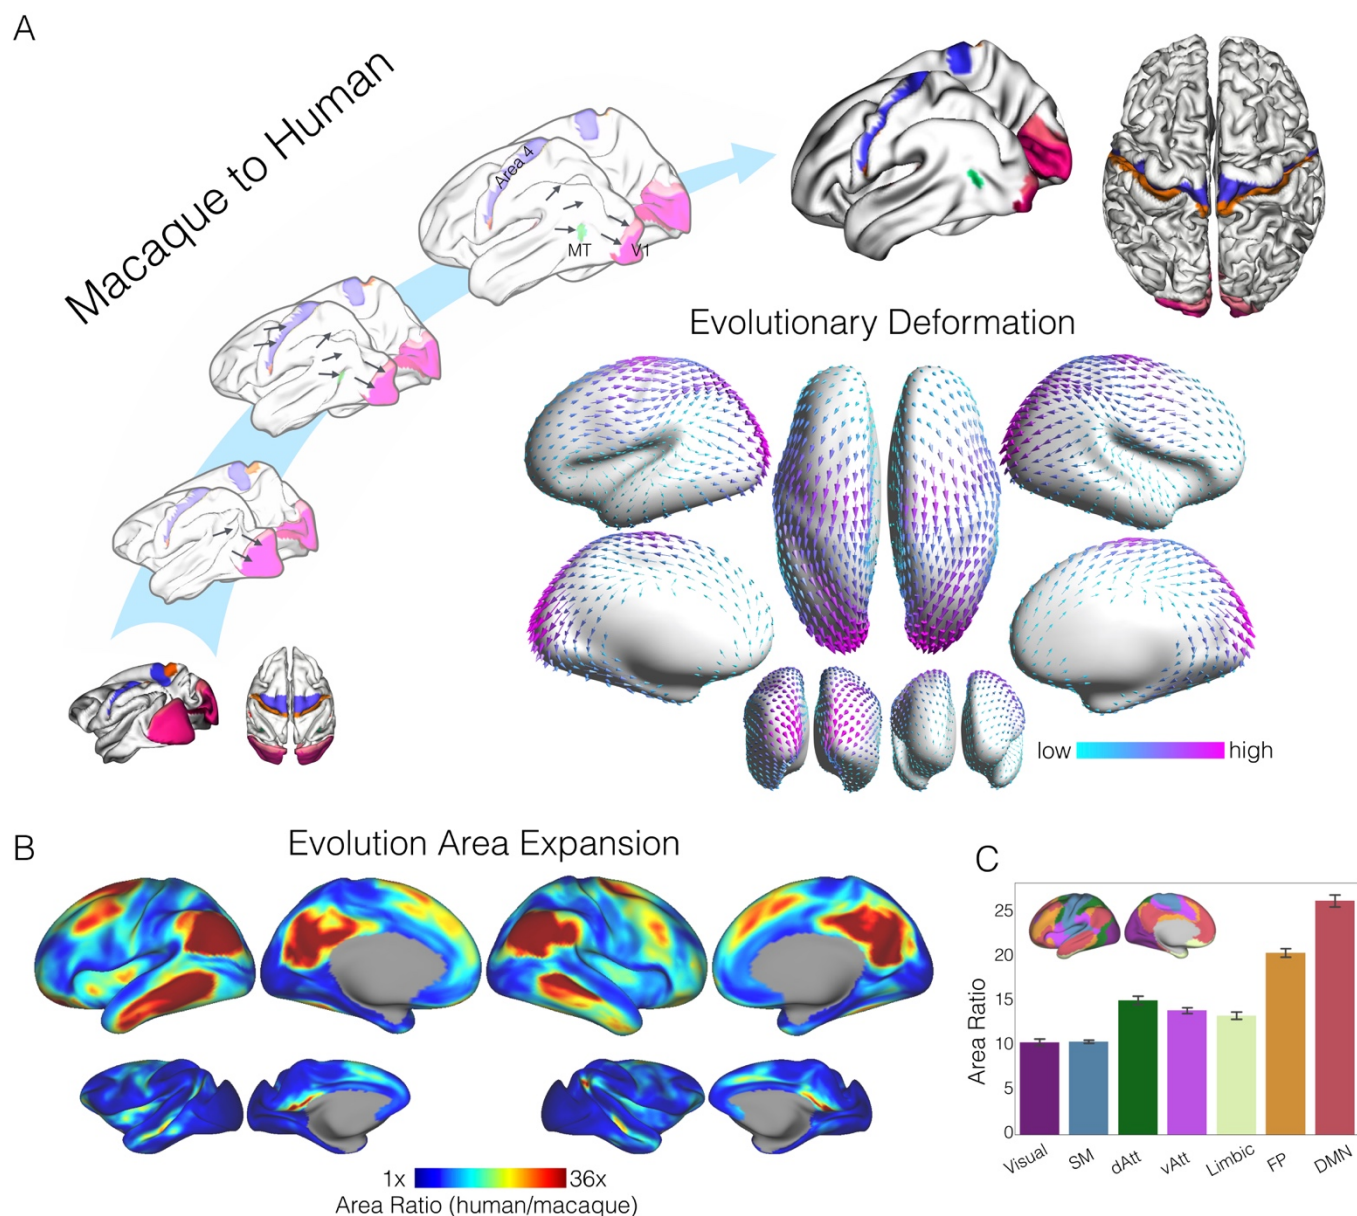 A
Macaque to Human
Area 4
MT
V1
Evolutionary Deformation
low
high
B
Evolution Area Expansion
1x
36x
Area Ratio (human/macaque)
C
Area Ratio
25
20
15
10
5
0
Visual
SM
dAtt
vAtt
Limbic
FP
DMN